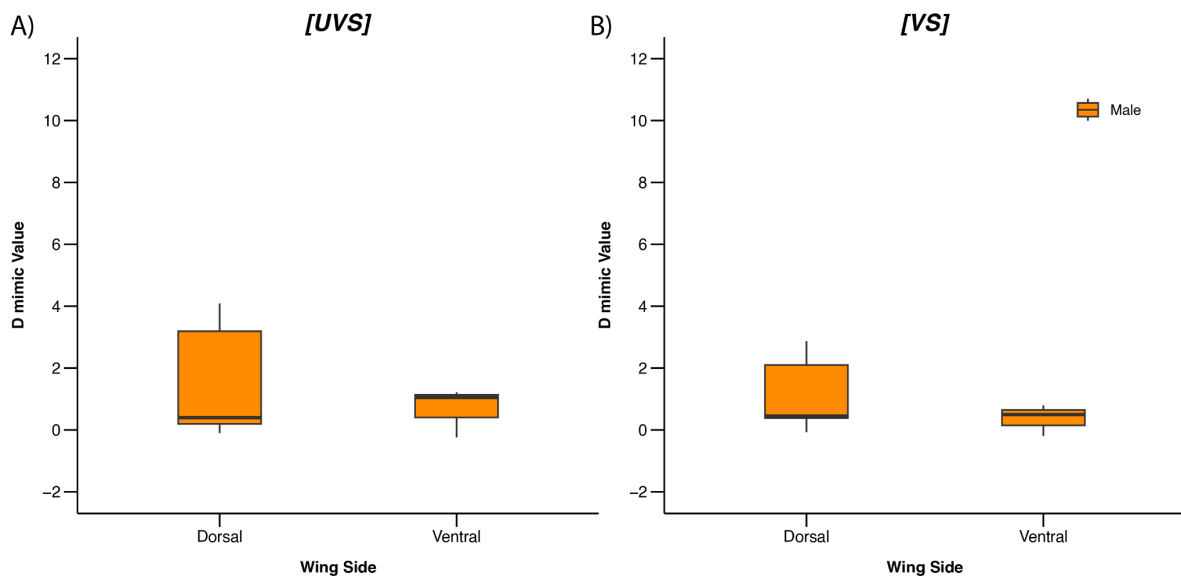 A)
[UVS]
12
10
8
6
4
2
0
−2
D mimic Value
Dorsal
Ventral
Wing Side
B)
[VS]
12
10
8
6
4
2
0
−2
D mimic Value
Male
Dorsal
Ventral
Wing Side